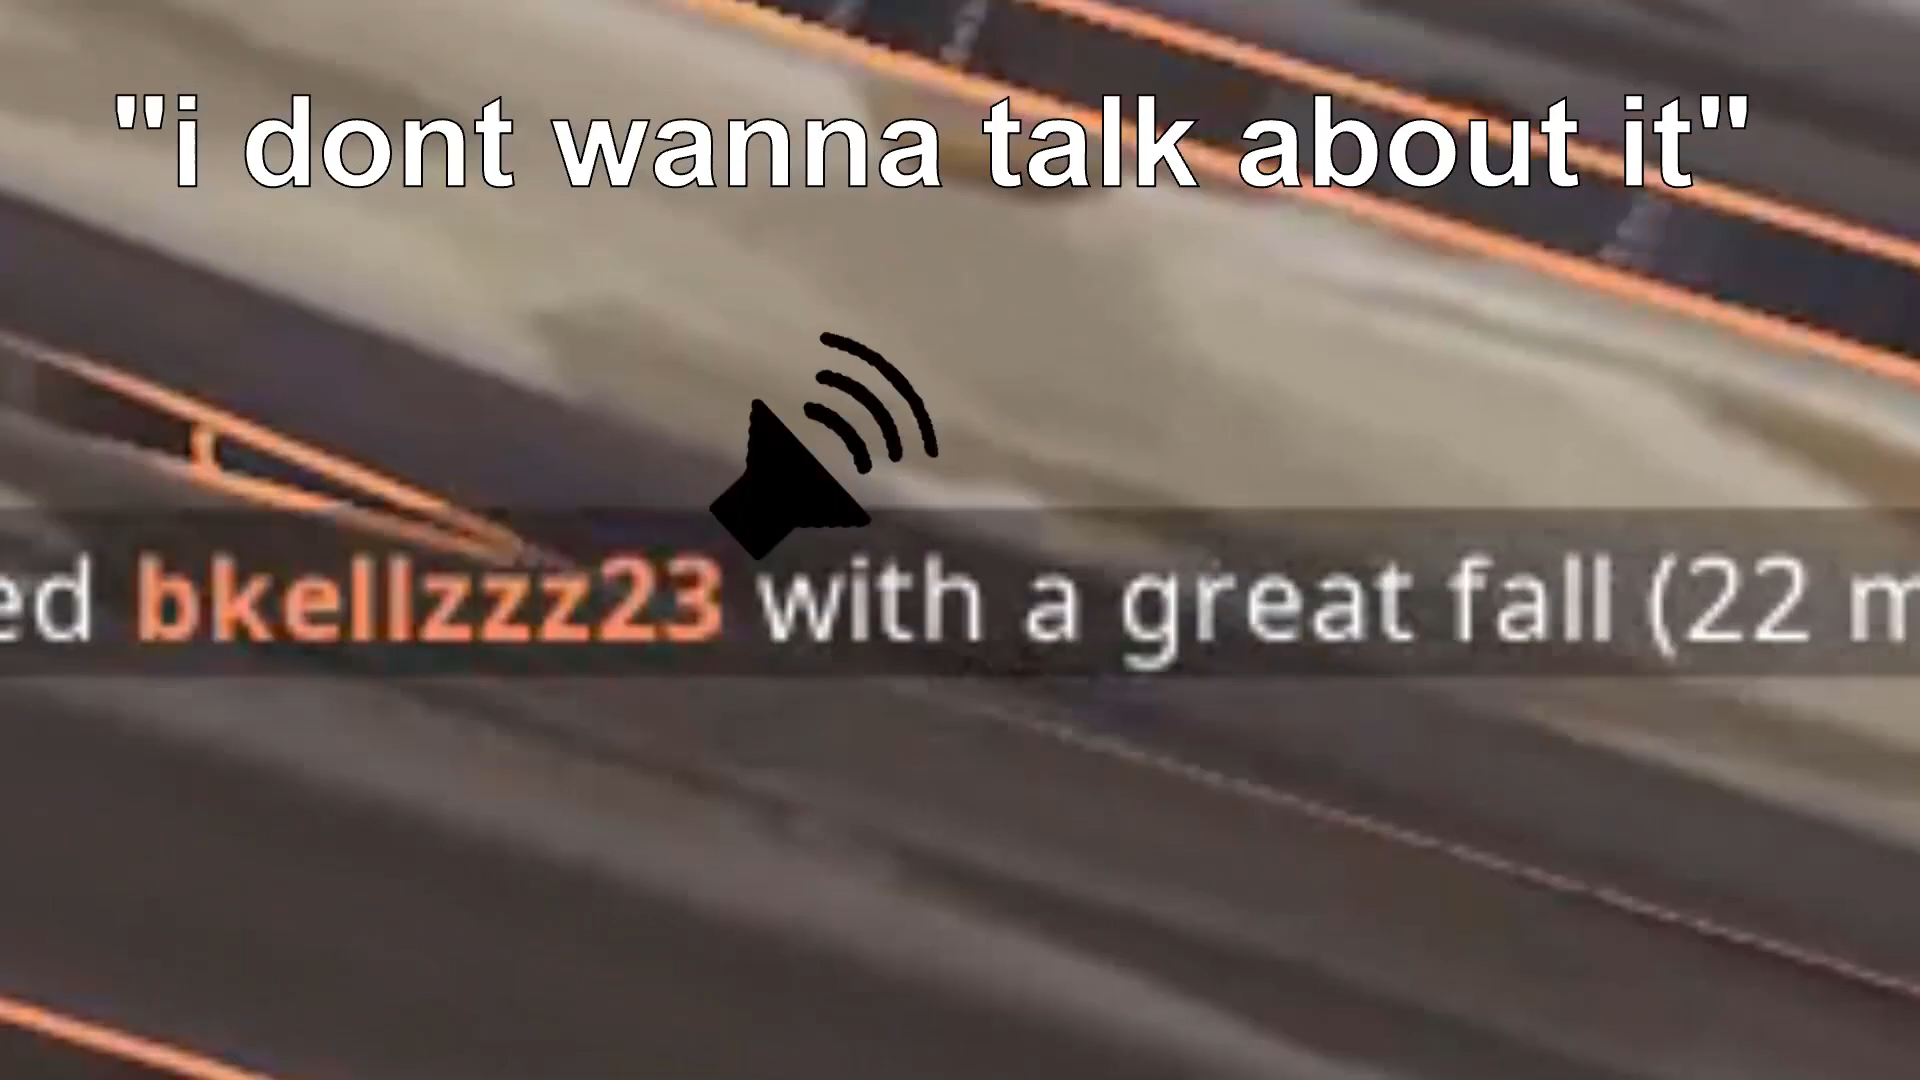 "i dont wanna talk about it"
ed bkellzzz23 with a great fall (22 m